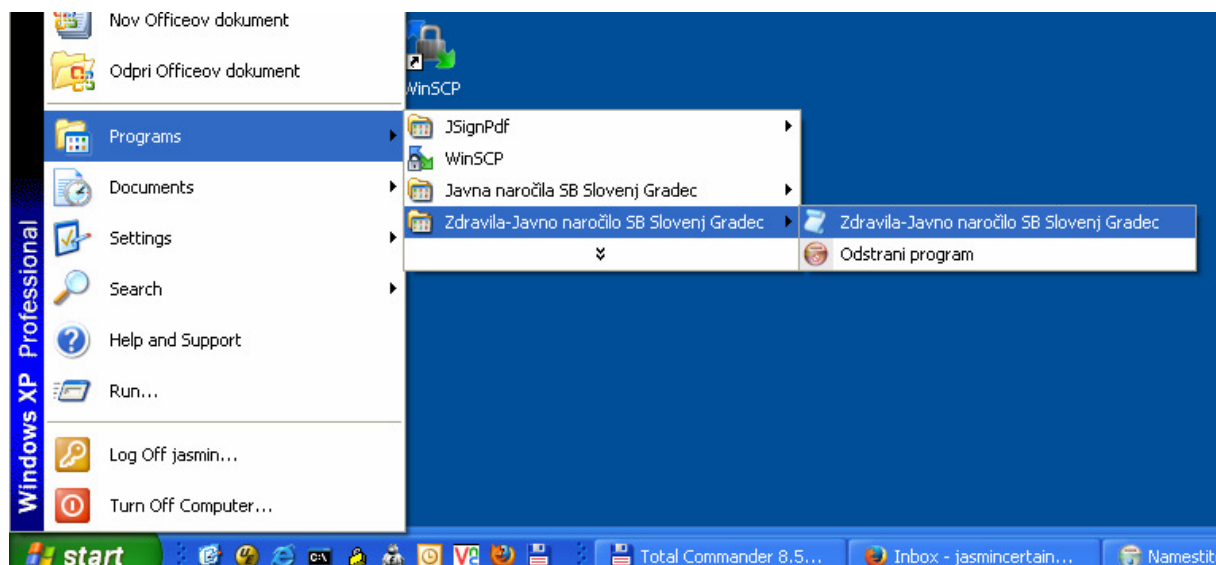 Nov Officeov dokument
Odpri Officeov dokument
WinSCP
Programs
Documents
Settings
Search
Help and Support
Run...
Log Off jasmin...
Turn Off Computer...
Windows XP Professional
JSignPdf
WinSCP
Javna naročila SB Slovenj Gradec
Zdravila-Javno naročilo SB Slovenj Gradec
Zdravila-Javno naročilo SB Slovenj Gradec
Odstrani program
start
Total Commander 8.5...
Inbox - jasmincertain...
Namestit